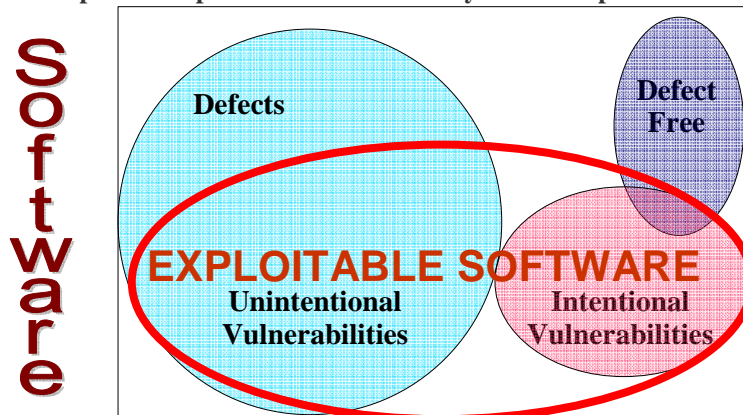 Software
Defects
Defect
Free
EXPLOITABLE SOFTWARE
Unintentional
Vulnerabilities
Intentional
Vulnerabilities